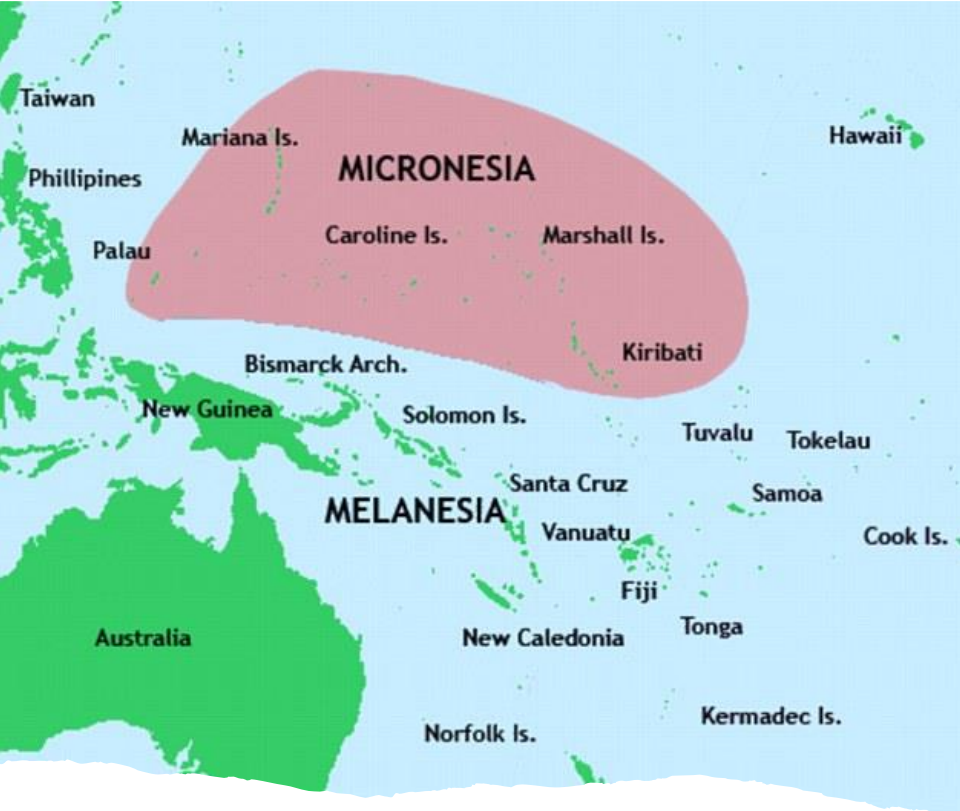 Taiwan
Hawaii
Mariana Is.
MICRONESIA
Phillipines
Caroline Is.
Marshall Is.
Palau
Kiribati
Bismarck Arch.
New Guinea
Solomon Is.
Tuvalu
Tokelau
Santa Cruz
Samoa
MELANESIA
Vanuatu
Cook Is.
Fiji
Tonga
Australia
New Caledonia
Kermadec Is.
Norfolk Is.